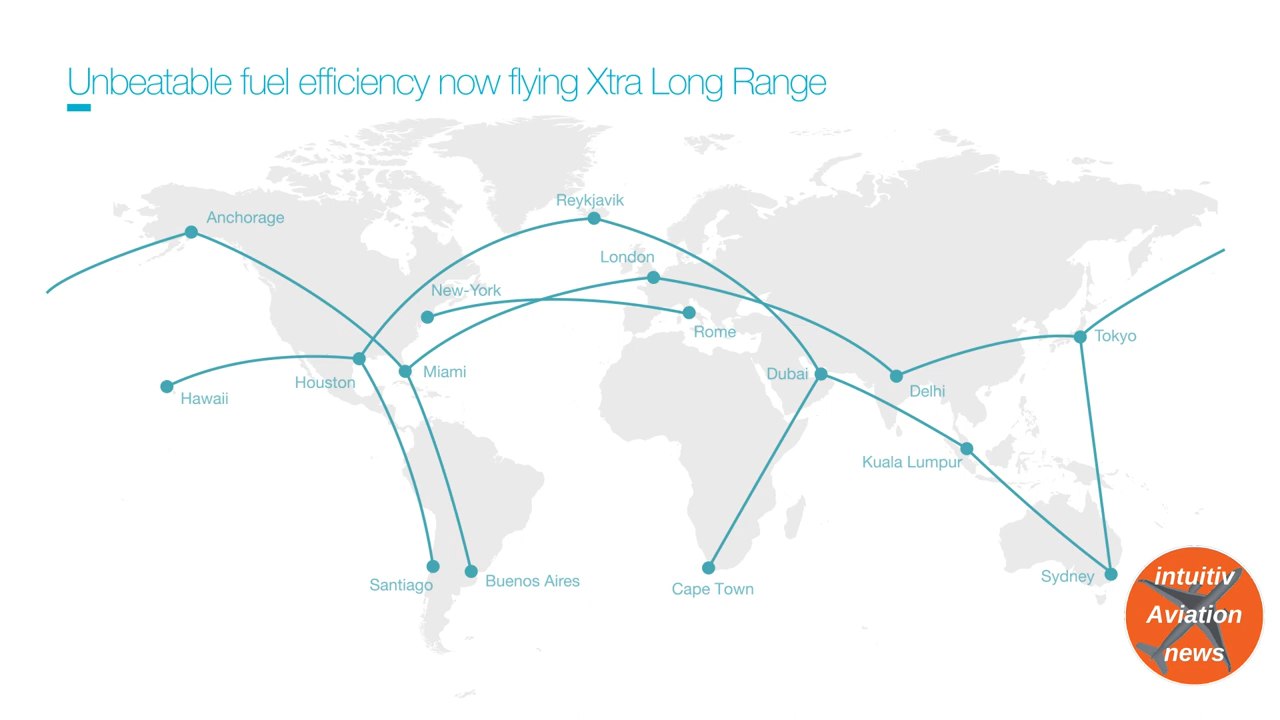 Unbeatable fuel efficiency now flying Xtra Long Range
Reykjavik
Anchorage
London
New-York
Rome
Tokyo
Houston
Miami
Dubai
Delhi
Hawaii
Kuala Lumpur
Santiago
Buenos Aires
Cape Town
Sydney
intuitiv
Aviation
news